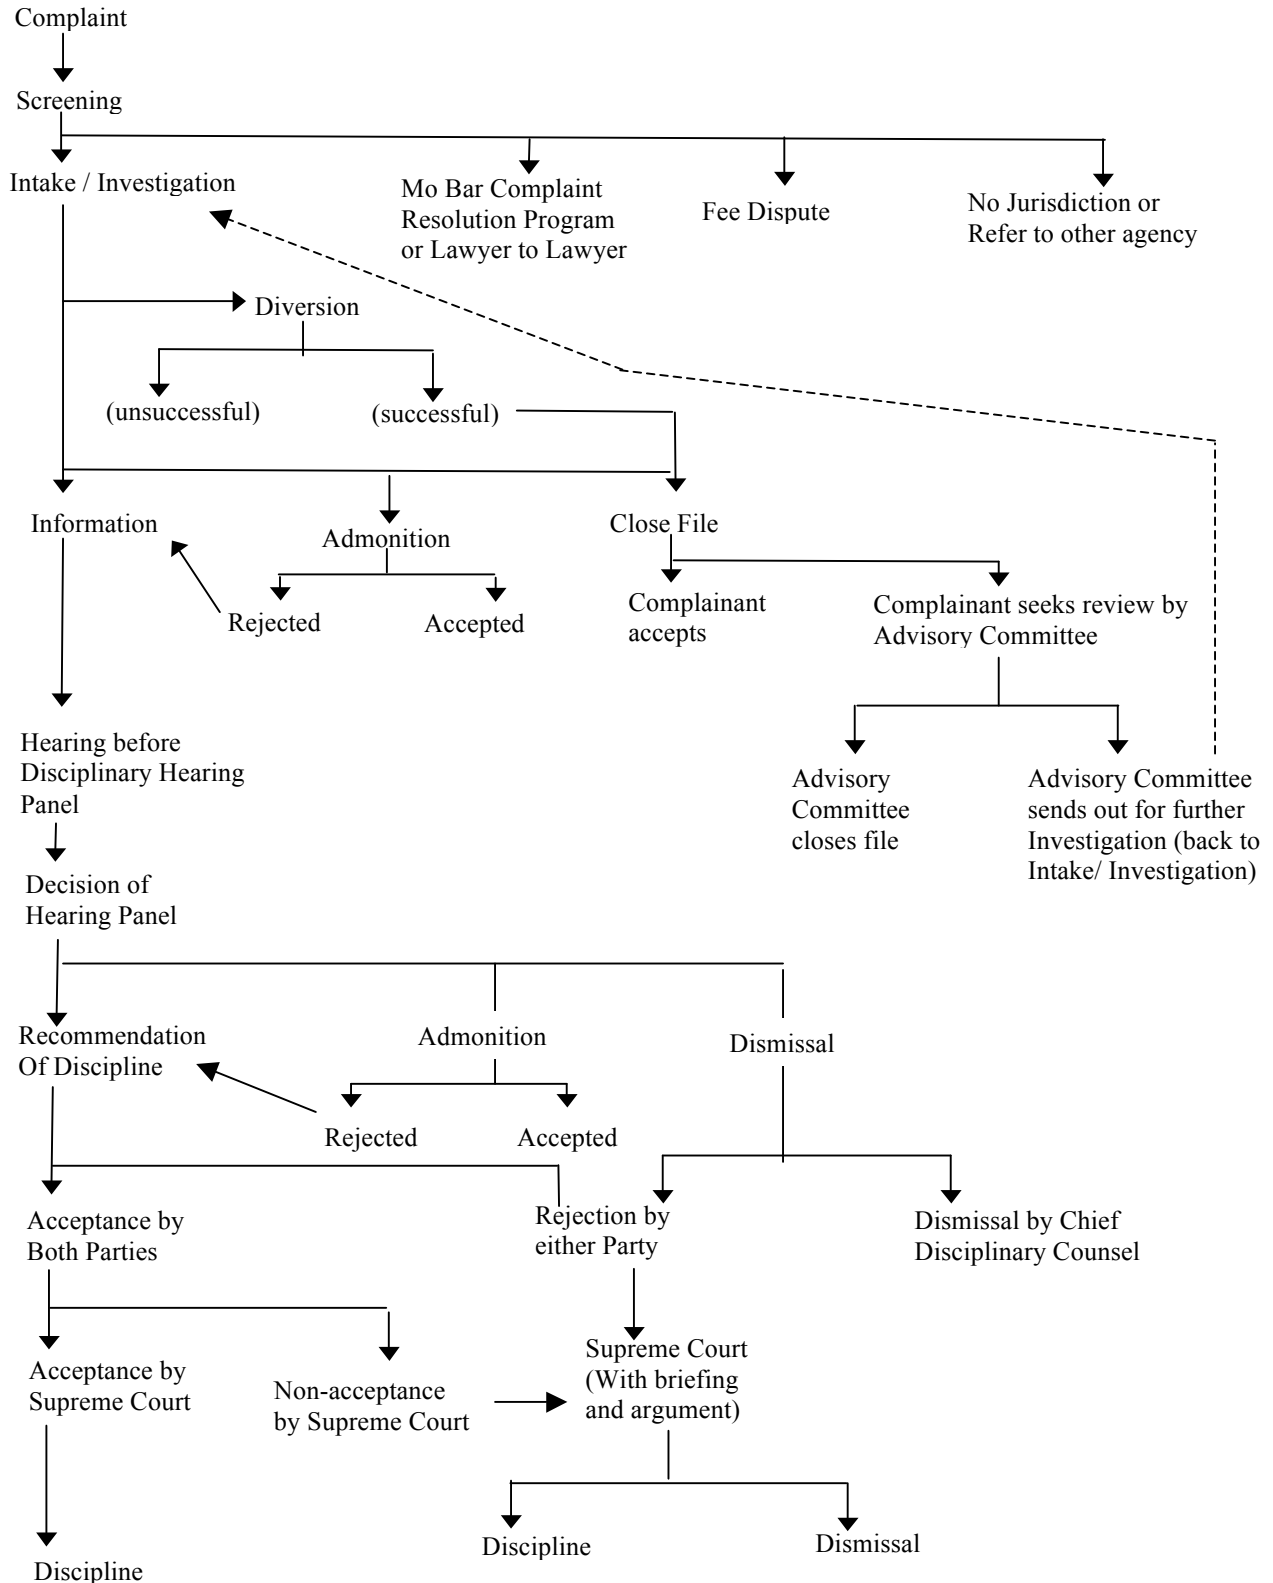 Complaint
Screening
Intake / Investigation
Mo Bar Complaint
Resolution Program
or Lawyer to Lawyer
Fee Dispute
No Jurisdiction or
Refer to other agency
Diversion
(unsuccessful)
(successful)
Information
Admonition
Close File
Rejected
Accepted
Complainant
accepts
Complainant seeks review by
Advisory Committee
Hearing before
Disciplinary Hearing
Panel
Advisory
Committee
closes file
Advisory Committee
sends out for further
Investigation (back to
Intake/ Investigation)
Decision of
Hearing Panel
Recommendation
Of Discipline
Admonition
Dismissal
Rejected
Accepted
Acceptance by
Both Parties
Rejection by
either Party
Dismissal by Chief
Disciplinary Counsel
Acceptance by
Supreme Court
Non-acceptance
by Supreme Court
Supreme Court
(With briefing
and argument)
Discipline
Discipline
Dismissal